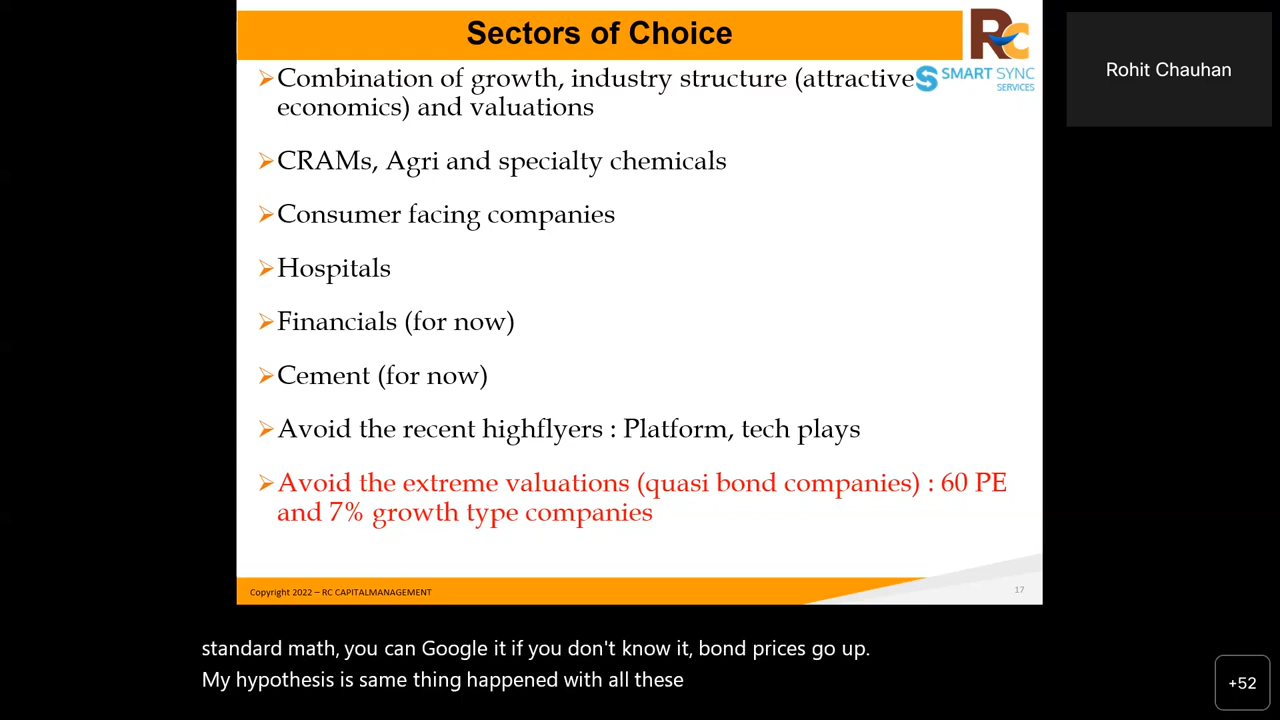 Sectors of Choice
RC
SMART SYNC
SERVICES
Rohit Chauhan
➢Combination of growth, industry structure (attractive
economics) and valuations
➢CRAMs, Agri and specialty chemicals
➢Consumer facing companies
➢Hospitals
➢Financials (for now)
➢Cement (for now)
➢Avoid the recent highflyers : Platform, tech plays
➢Avoid the extreme valuations (quasi bond companies) : 60 PE
and 7% growth type companies
Copyright 2022 – RC CAPITALMANAGEMENT
17
standard math, you can Google it if you don't know it, bond prices go up.
My hypothesis is same thing happened with all these
+52